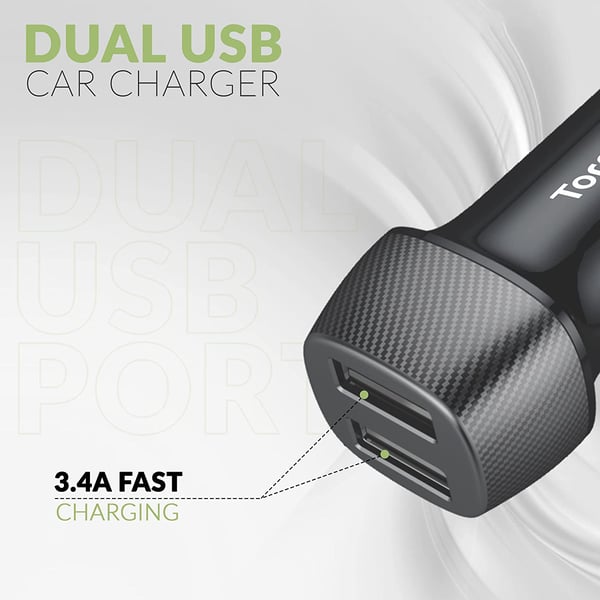 DUAL USB
CAR CHARGER
DUAL
USB
PORT
3.4A FAST
CHARGING